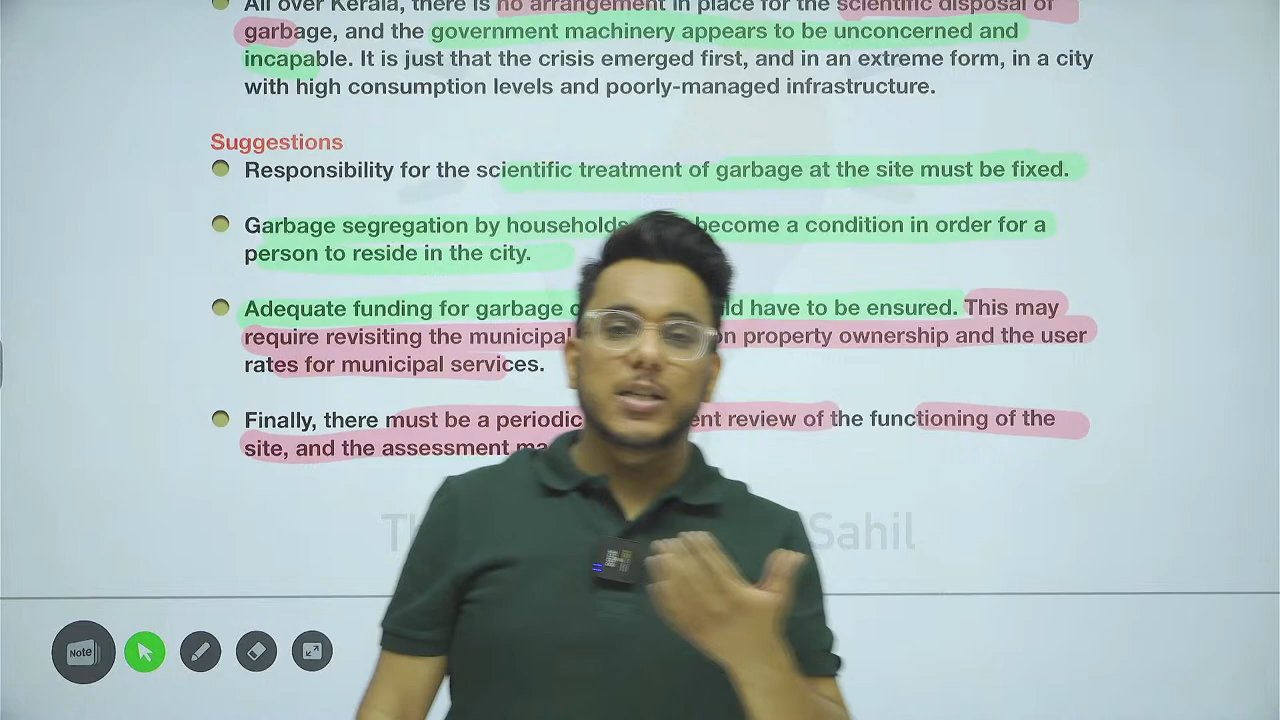 All over Kerala, there is no arrangement in place for the scientific disposal of
garbage, and the government machinery appears to be unconcerned and
incapable. It is just that the crisis emerged first, and in an extreme form, in a city
with high consumption levels and poorly-managed infrastructure.
Suggestions
Responsibility for the scientific treatment of garbage at the site must be fixed.
Garbage segregation by households become a condition in order for a
person to reside in the city.
Adequate funding for garbage have to be ensured. This may
require revisiting the municipal property ownership and the user
rates for municipal services.
Finally, there must be a periodic review of the functioning of the
site, and the assessment
Sahil
Note